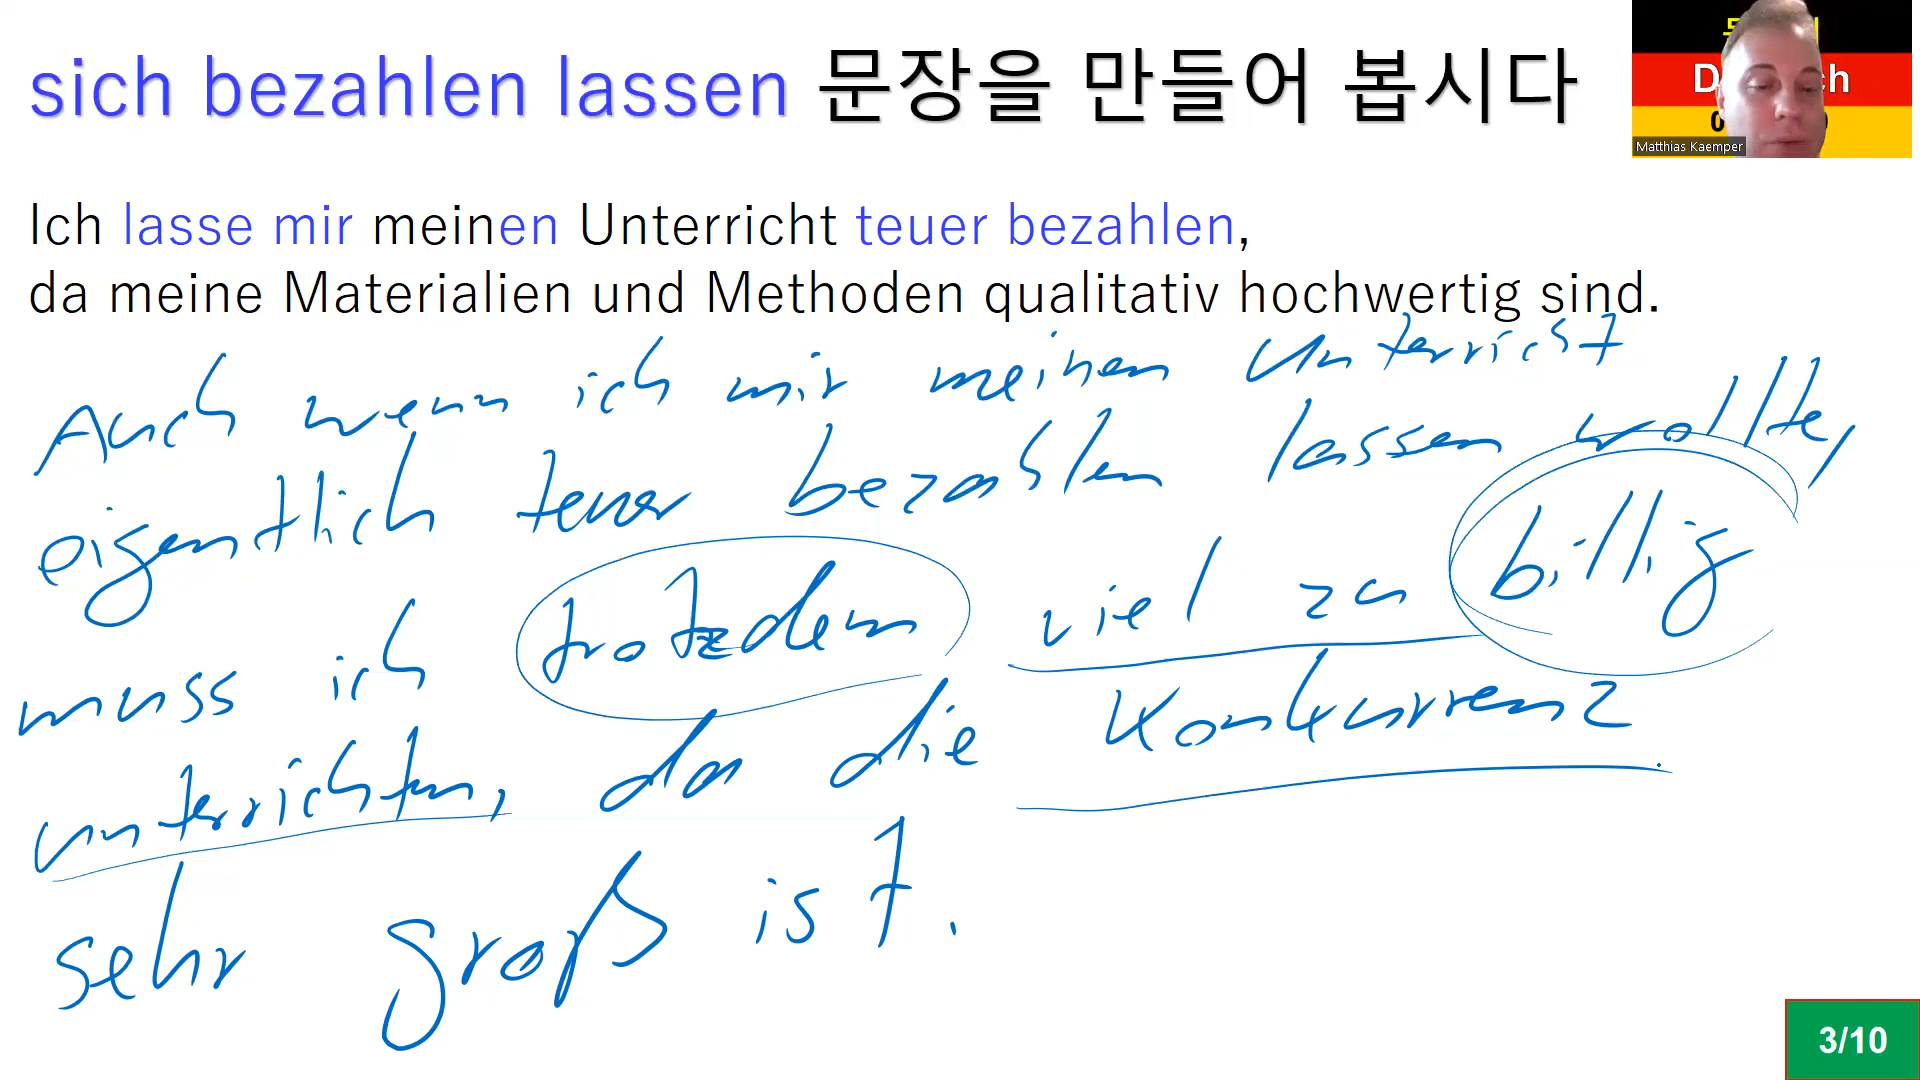 sich bezahlen lassen 문장을 만들어 봅시다
Matthias Kaemper
Ich lasse mir meinen Unterricht teuer bezahlen,
da meine Materialien und Methoden qualitativ hochwertig sind.
Auch wenn ich mir meinen Unterricht
eigentlich teuer bezahlen lassen wollte,
muss ich trotzdem viel zu billig
unterrichten, da die Konkurrenz
sehr groß ist.
3/10